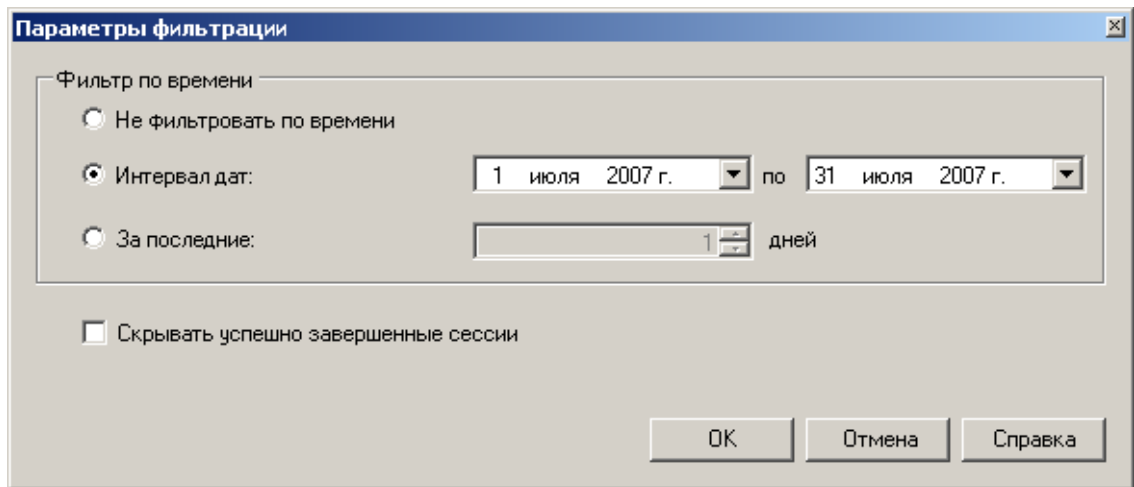 Параметры фильтрации
Фильтр по времени
Не фильтровать по времени
Интервал дат: 1 июля 2007 г. по 31 июля 2007 г.
За последние: 1 дней
Скрывать успешно завершенные сессии
OK Отмена Справка